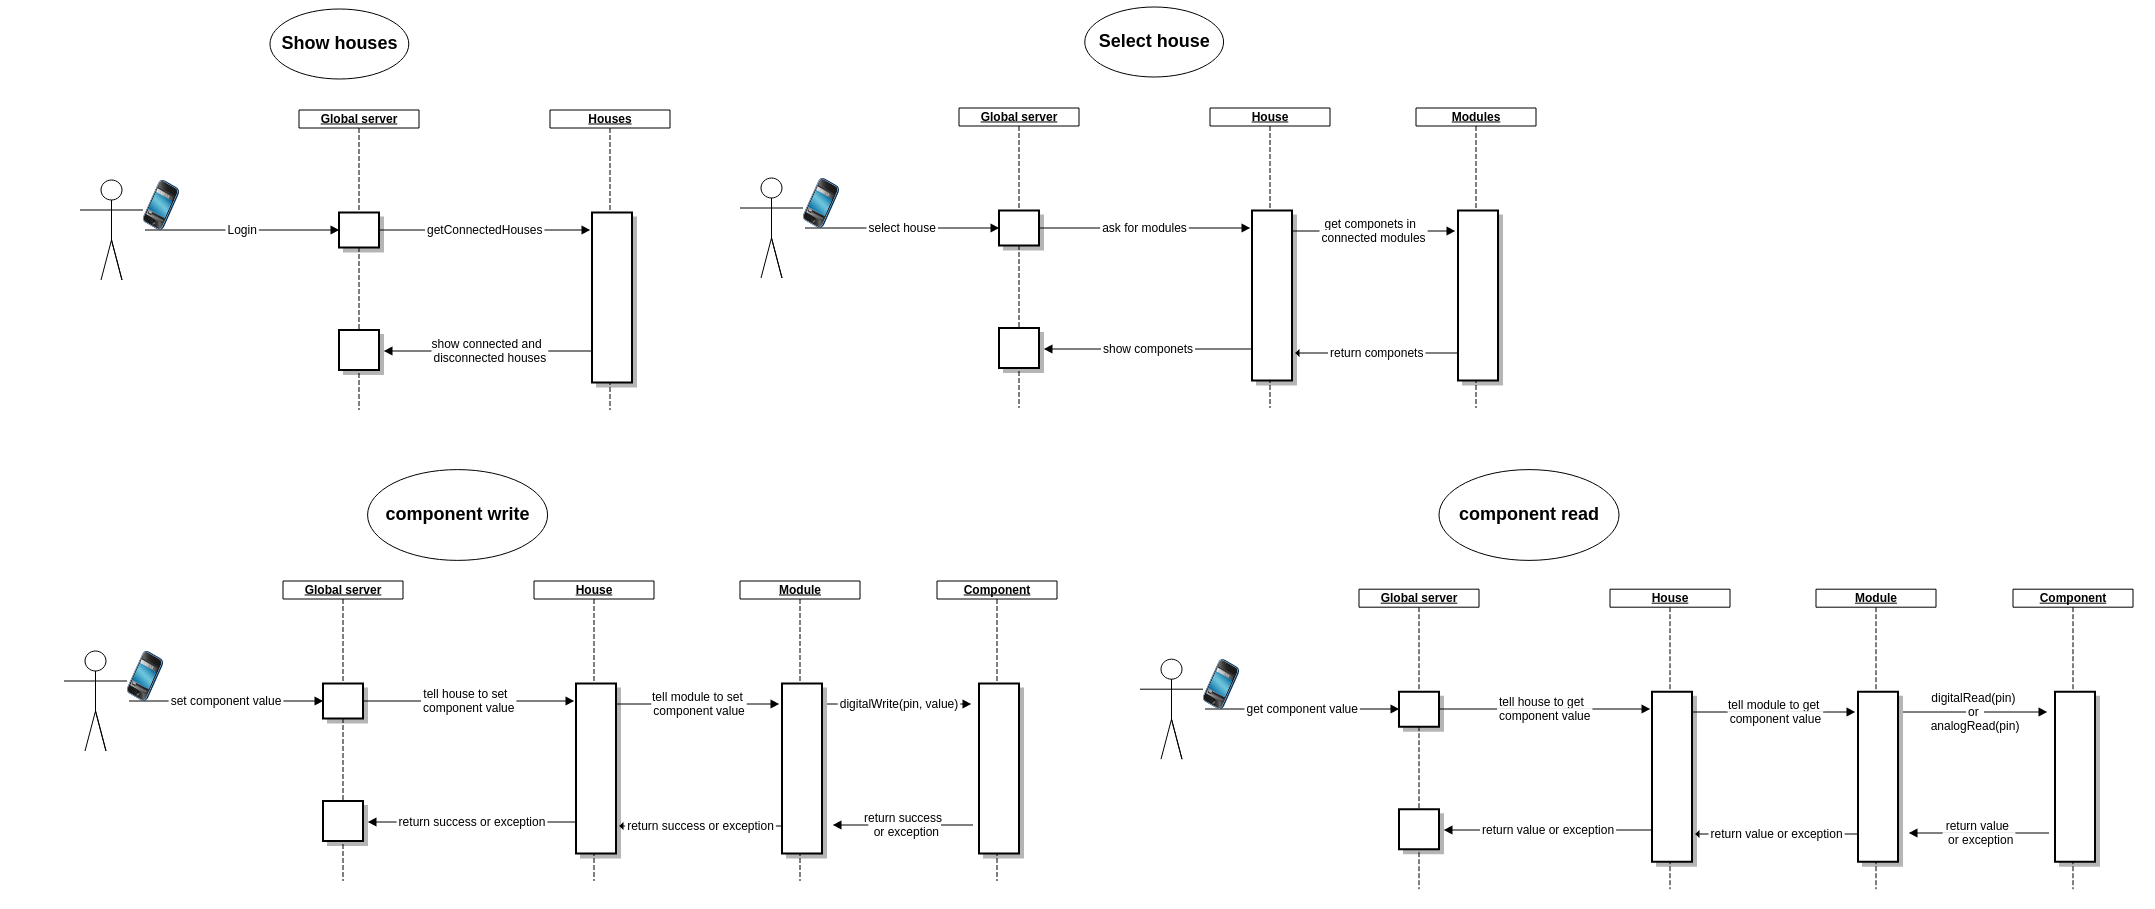 Show houses
Global server
Houses
Login
getConnectedHouses
show connected and
disconnected houses
Select house
Global server
House
Modules
select house
ask for modules
get componets in
connected modules
show componets
return componets
component write
Global server
House
Module
Component
set component value
tell house to set
component value
tell module to set
component value
digitalWrite(pin, value)
return success or exception
return success or exception
return success
or exception
component read
Global server
House
Module
Component
get component value
tell house to get
component value
tell module to get
component value
digitalRead(pin)
or
analogRead(pin)
return value or exception
return value or exception
return value
or exception